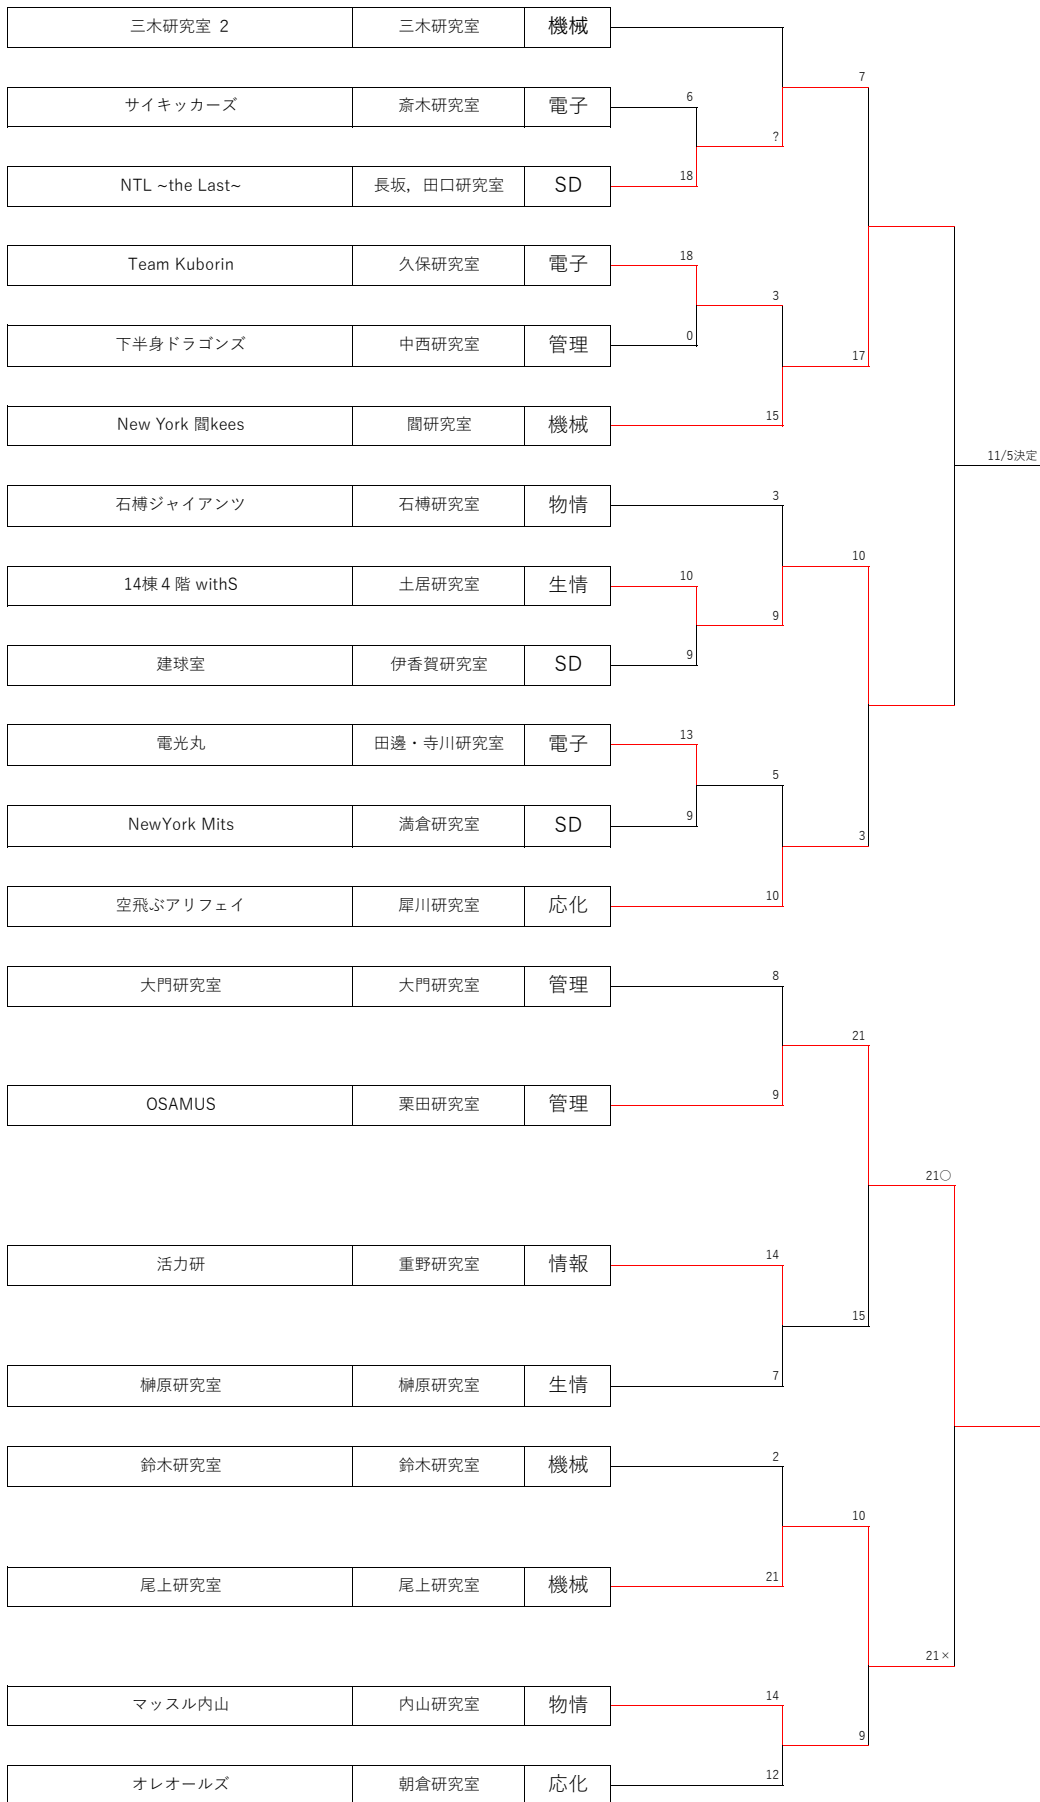 三木研究室 2 三木研究室 機械
7
サイキッカーズ 斎木研究室 電子 6
?
NTL ~the Last~ 長坂，田口研究室 SD 18
Team Kuborin 久保研究室 電子 18
3
下半身ドラゴンズ 中西研究室 管理 0
17
New York 閻kees 閻研究室 機械 15
11/5決定
石榑ジャイアンツ 石榑研究室 物情 3
10
14棟４階 withS 土居研究室 生情 10
9
建球室 伊香賀研究室 SD 9
電光丸 田邉・寺川研究室 電子 13
5
NewYork Mits 満倉研究室 SD 9
3
空飛ぶアリフェイ 犀川研究室 応化 10
大門研究室 大門研究室 管理 8
21
OSAMUS 栗田研究室 管理 9
21○
活力研 重野研究室 情報 14
15
榊原研究室 榊原研究室 生情 7
鈴木研究室 鈴木研究室 機械 2
10
尾上研究室 尾上研究室 機械 21
21×
マッスル内山 内山研究室 物情 14
9
オレオールズ 朝倉研究室 応化 12